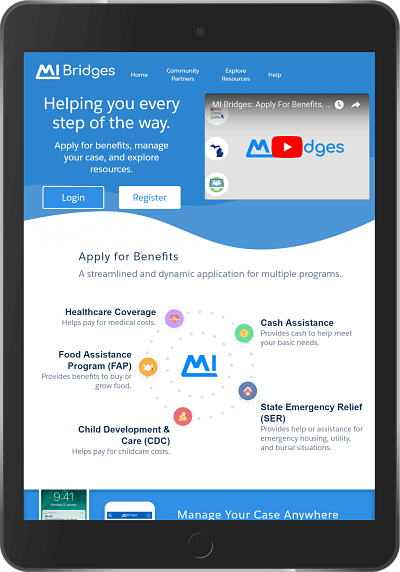 MI Bridges
Home
Community
Partners
Explore
Resources
Help
Helping you every
step of the way.
Apply for benefits, manage
your case, and explore
resources.
Login
Register
MI Bridges: Apply For Benefits, ...
Apply for Benefits
A streamlined and dynamic application for multiple programs.
Healthcare Coverage
Helps pay for medical costs.
Cash Assistance
Provides cash to help meet
your basic needs.
Food Assistance
Program (FAP)
Provides benefits to buy or
grow food.
MI
State Emergency Relief
(SER)
Provides help or assistance for
emergency housing, utility,
and burial situations.
Child Development &
Care (CDC)
Helps pay for childcare costs.
9:41
Manage Your Case Anywhere